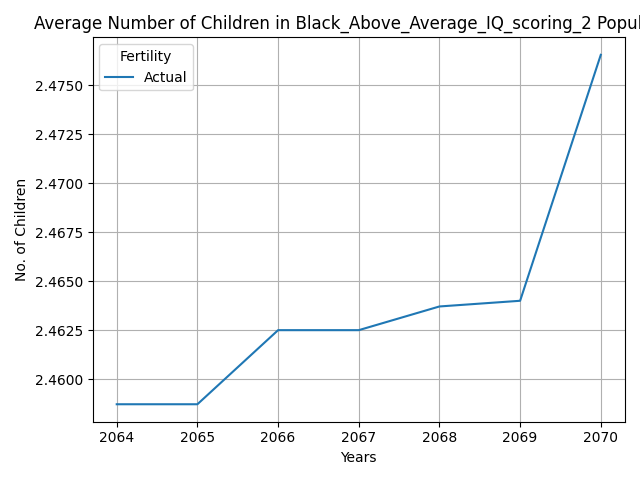 Average Number of Children in Black_Above_Average_IQ_scoring_2 Popul
Fertility
Actual
2.4750
2.4725
2.4700
2.4675
2.4650
2.4625
2.4600
No. of Children
2064 2065 2066 2067 2068 2069 2070
Years